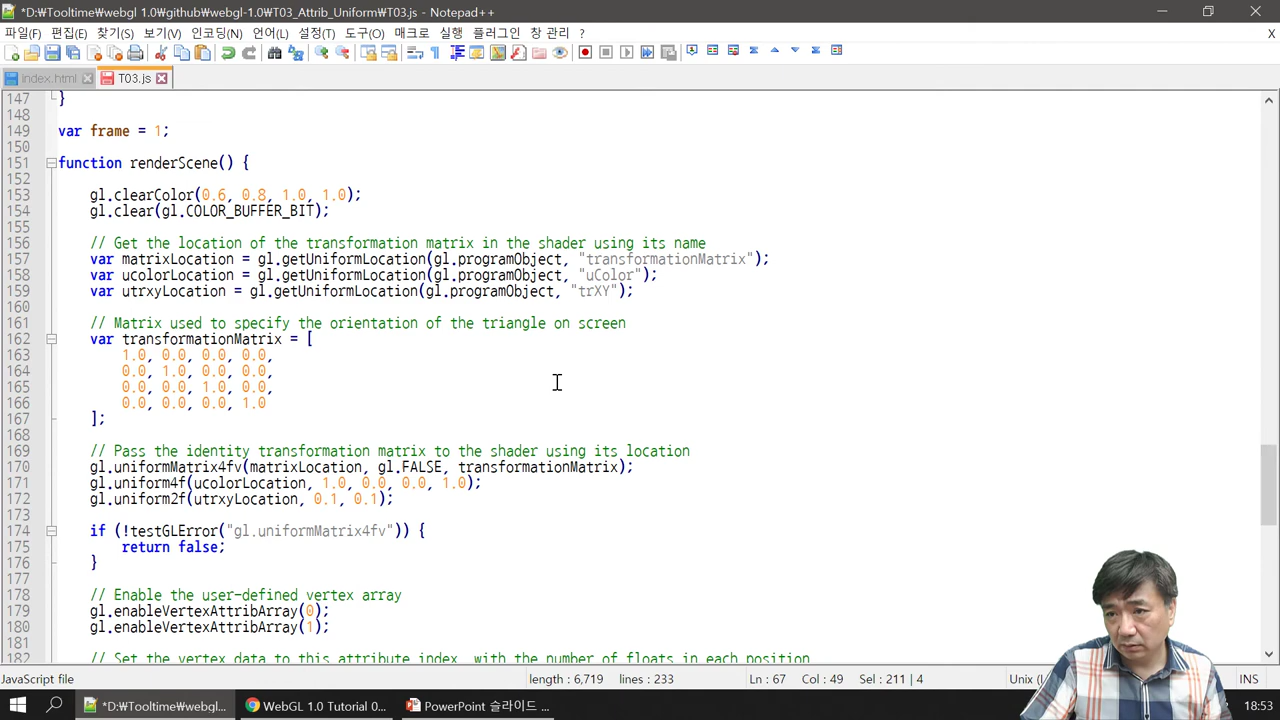 *D:₩Tooltime₩webgl 1.0₩github₩webgl-1.0₩T03_Attrib_Uniform₩T03.js - Notepad++
파일(F) 편집(E) 찾기(S) 보기(V) 인코딩(N) 언어(L) 설정(T) 도구(O) 매크로 실행 플러그인 창 관리 ? X
index.html T03.js
147 }
148
149 var frame = 1;
150
151 function renderScene() {
152
153 gl.clearColor(0.6, 0.8, 1.0, 1.0);
154 gl.clear(gl.COLOR_BUFFER_BIT);
155
156 // Get the location of the transformation matrix in the shader using its name
157 var matrixLocation = gl.getUniformLocation(gl.programObject, "transformationMatrix");
158 var ucolorLocation = gl.getUniformLocation(gl.programObject, "uColor");
159 var utrxyLocation = gl.getUniformLocation(gl.programObject, "trXY");
160
161 // Matrix used to specify the orientation of the triangle on screen
162 var transformationMatrix = [
163 1.0, 0.0, 0.0, 0.0,
164 0.0, 1.0, 0.0, 0.0,
165 0.0, 0.0, 1.0, 0.0,
166 0.0, 0.0, 0.0, 1.0
167 ];
168
169 // Pass the identity transformation matrix to the shader using its location
170 gl.uniformMatrix4fv(matrixLocation, gl.FALSE, transformationMatrix);
171 gl.uniform4f(ucolorLocation, 1.0, 0.0, 0.0, 1.0);
172 gl.uniform2f(utrxyLocation, 0.1, 0.1);
173
174 if (!testGLError("gl.uniformMatrix4fv")) {
175 return false;
176 }
177
178 // Enable the user-defined vertex array
179 gl.enableVertexAttribArray(0);
180 gl.enableVertexAttribArray(1);
181
182 // Set the vertex data to this attribute index, with the number of floats in each position
JavaScript file length : 6,719 lines : 233 Ln : 67 Col : 49 Sel : 211 | 4 Unix (L INS
*D:₩Tooltime₩webgl... WebGL 1.0 Tutorial 0... PowerPoint 슬라이드 ... 18:53